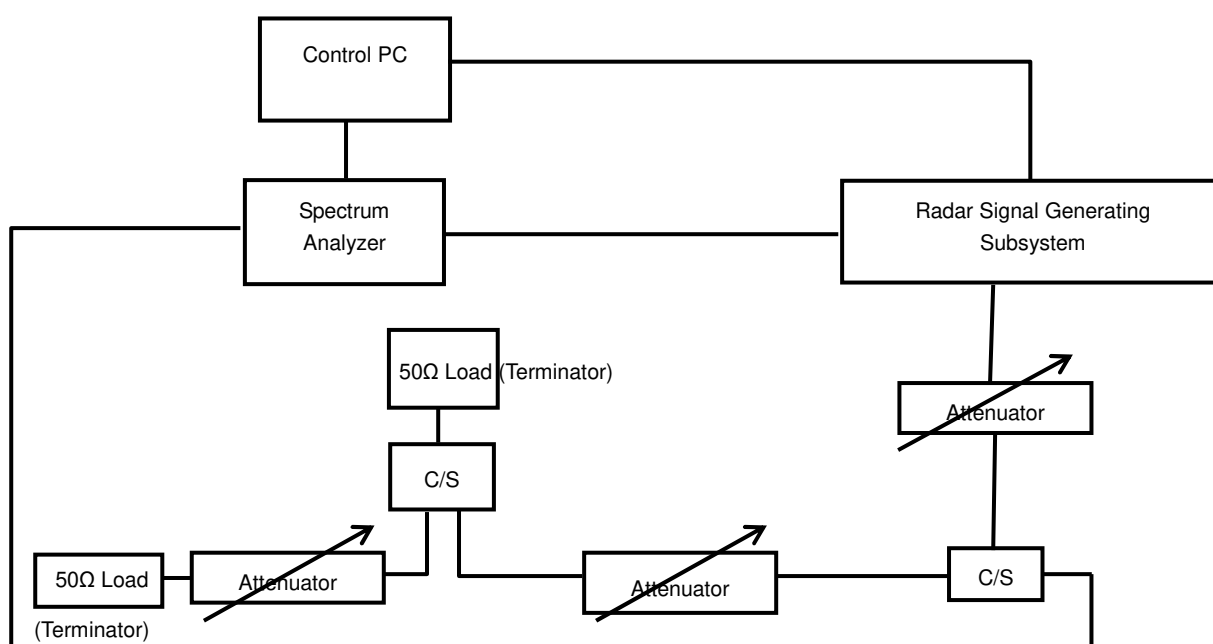 Control PC
Spectrum
Analyzer
Radar Signal Generating
Subsystem
50Ω Load (Terminator)
Attenuator
C/S
50Ω Load
(Terminator)
Attenuator
Attenuator
C/S